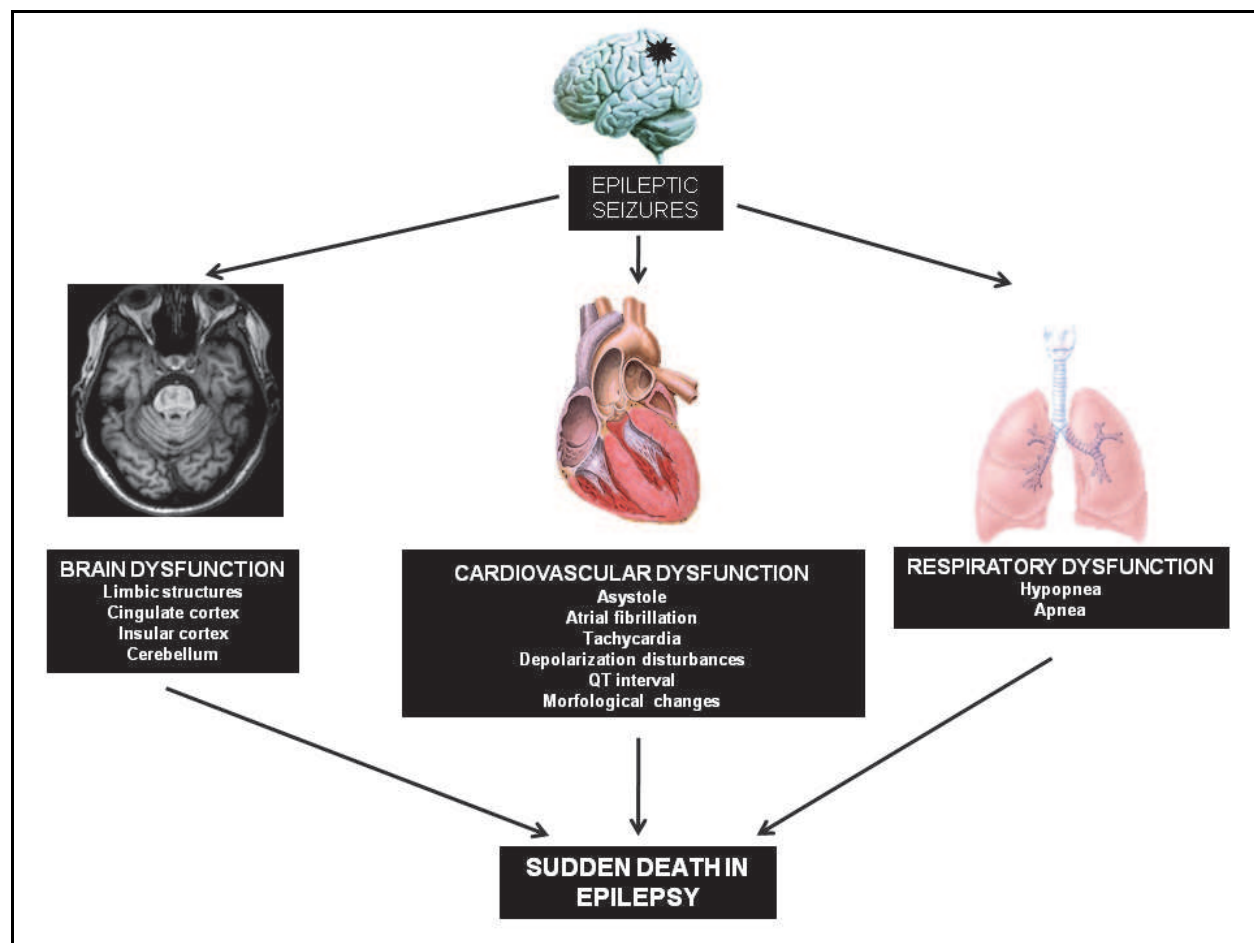 EPILEPTIC
SEIZURES
BRAIN DYSFUNCTION
Limbic structures
Cingulate cortex
Insular cortex
Cerebellum
CARDIOVASCULAR DYSFUNCTION
Asystole
Atrial fibrillation
Tachycardia
Depolarization disturbances
QT interval
Morfological changes
RESPIRATORY DYSFUNCTION
Hypopnea
Apnea
SUDDEN DEATH IN
EPILEPSY